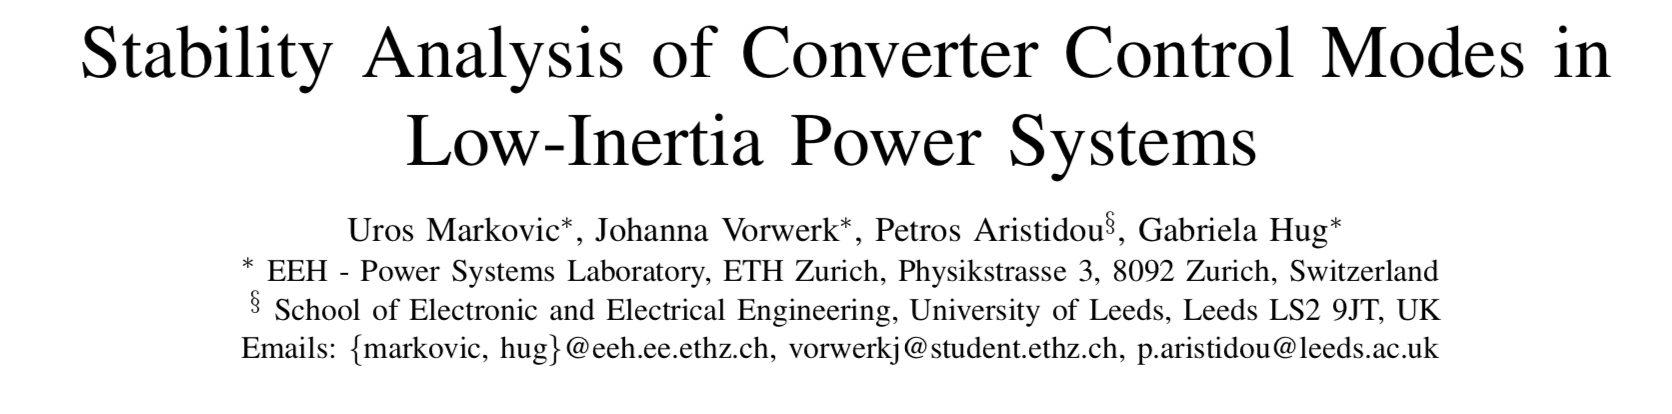 Stability Analysis of Converter Control Modes in
Low-Inertia Power Systems
Uros Markovic*, Johanna Vorwerk*, Petros Aristidou§, Gabriela Hug*
* EEH - Power Systems Laboratory, ETH Zurich, Physikstrasse 3, 8092 Zurich, Switzerland
§ School of Electronic and Electrical Engineering, University of Leeds, Leeds LS2 9JT, UK
Emails: {markovic, hug}@eeh.ee.ethz.ch, vorwerkj@student.ethz.ch, p.aristidou@leeds.ac.uk